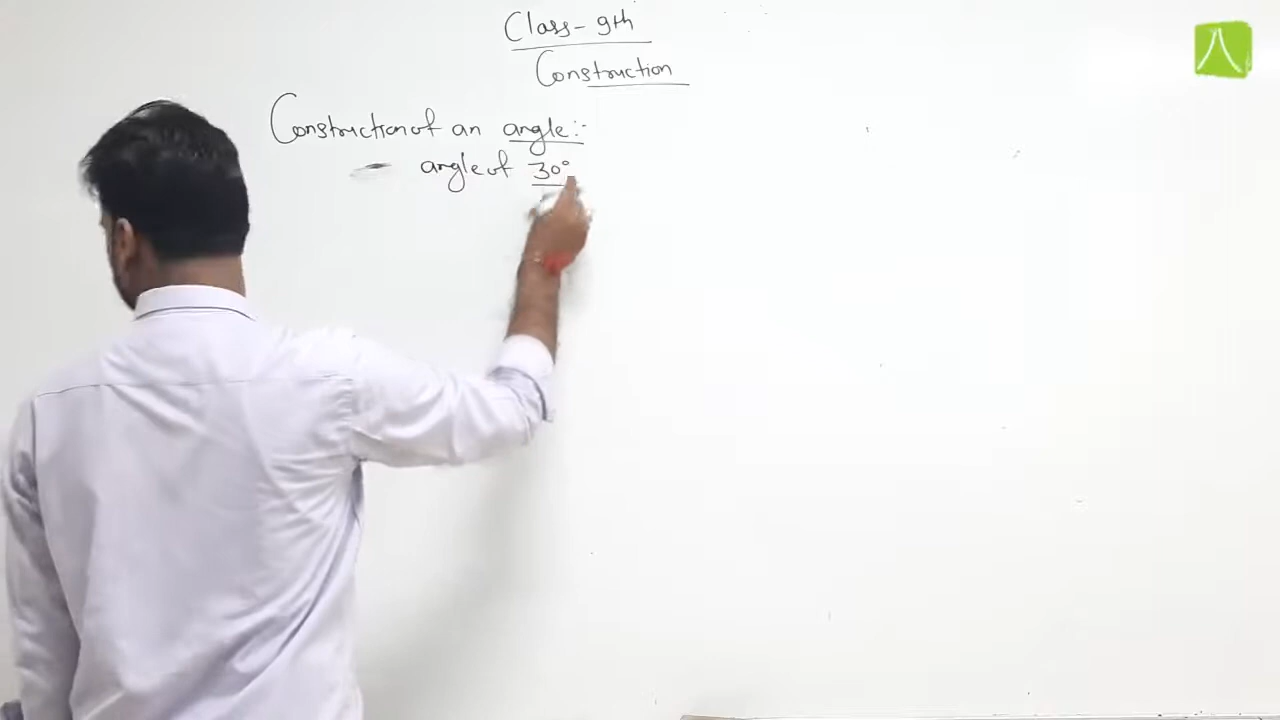 Class- 9th
Construction
Construction of an angle:-
- angle of 30°